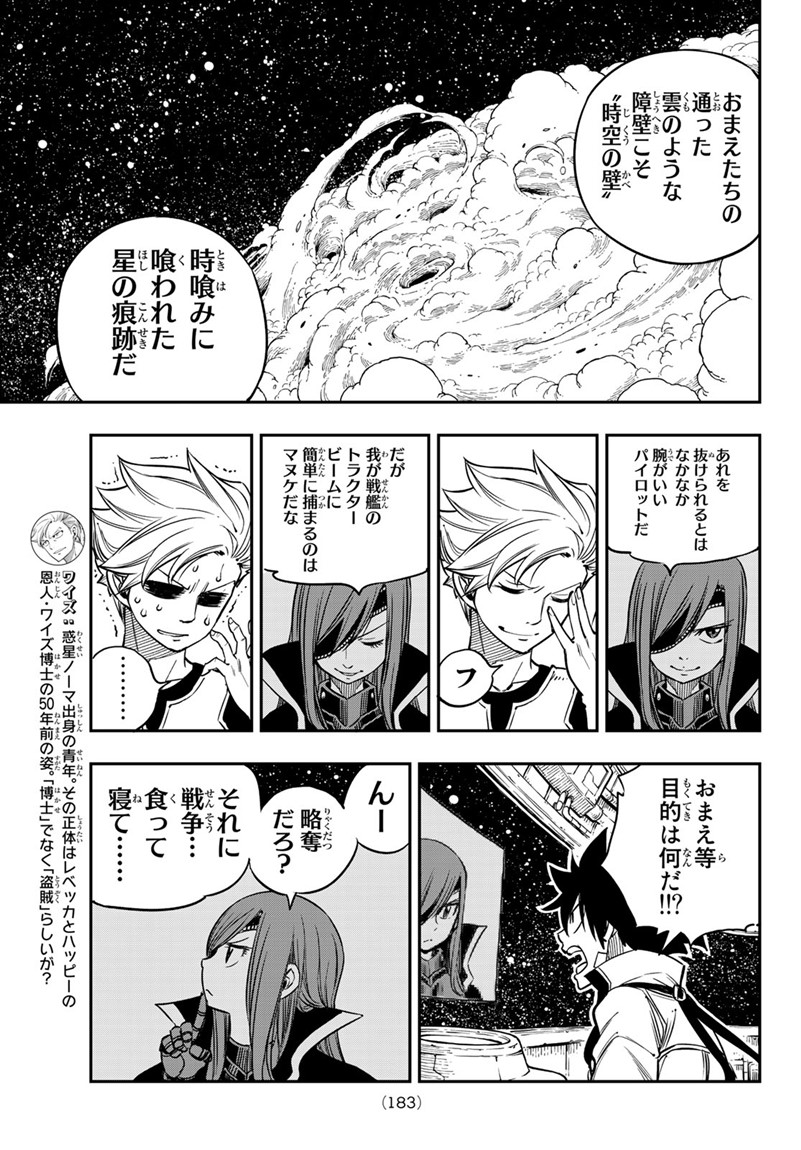 おまえたちの
通った
雲のような
障壁こそ
〝時空の壁〟
時喰みに
喰われた
星の痕跡だ
あれを
抜けられるとは
なかなか
腕がいい
パイロットだ
フ…
だが
我が戦艦の
トラクター
ビームに
簡単に捕まるのは
マヌケだな
………
おまえ等
目的は何だ!!?
んー
略奪
だろ?
それに
戦争…
食って
寝て………
ワイズ:惑星ノーマ出身の青年。その正体はレベッカとハッピーの
恩人・ワイズ博士の50年前の姿。「博士」でなく「盗賊」らしいが?
(183)